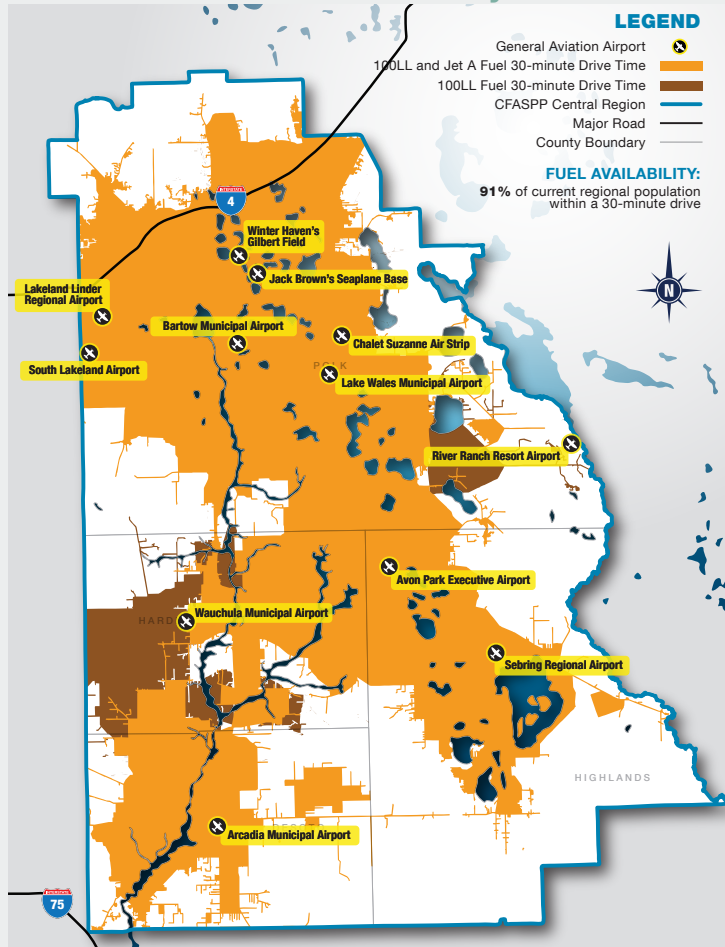 LEGEND
General Aviation Airport
100LL and Jet A Fuel 30-minute Drive Time
100LL Fuel 30-minute Drive Time
CFASPP Central Region
Major Road
County Boundary
FUEL AVAILABILITY:
91% of current regional population
within a 30-minute drive
4
Winter Haven's
Gilbert Field
Jack Brown's Seaplane Base
N
Lakeland Linder
Regional Airport
Bartow Municipal Airport
Chalet Suzanne Air Strip
South Lakeland Airport
POLK
Lake Wales Municipal Airport
River Ranch Resort Airport
Avon Park Executive Airport
Wauchula Municipal Airport
Sebring Regional Airport
HIGHLANDS
Arcadia Municipal Airport
75